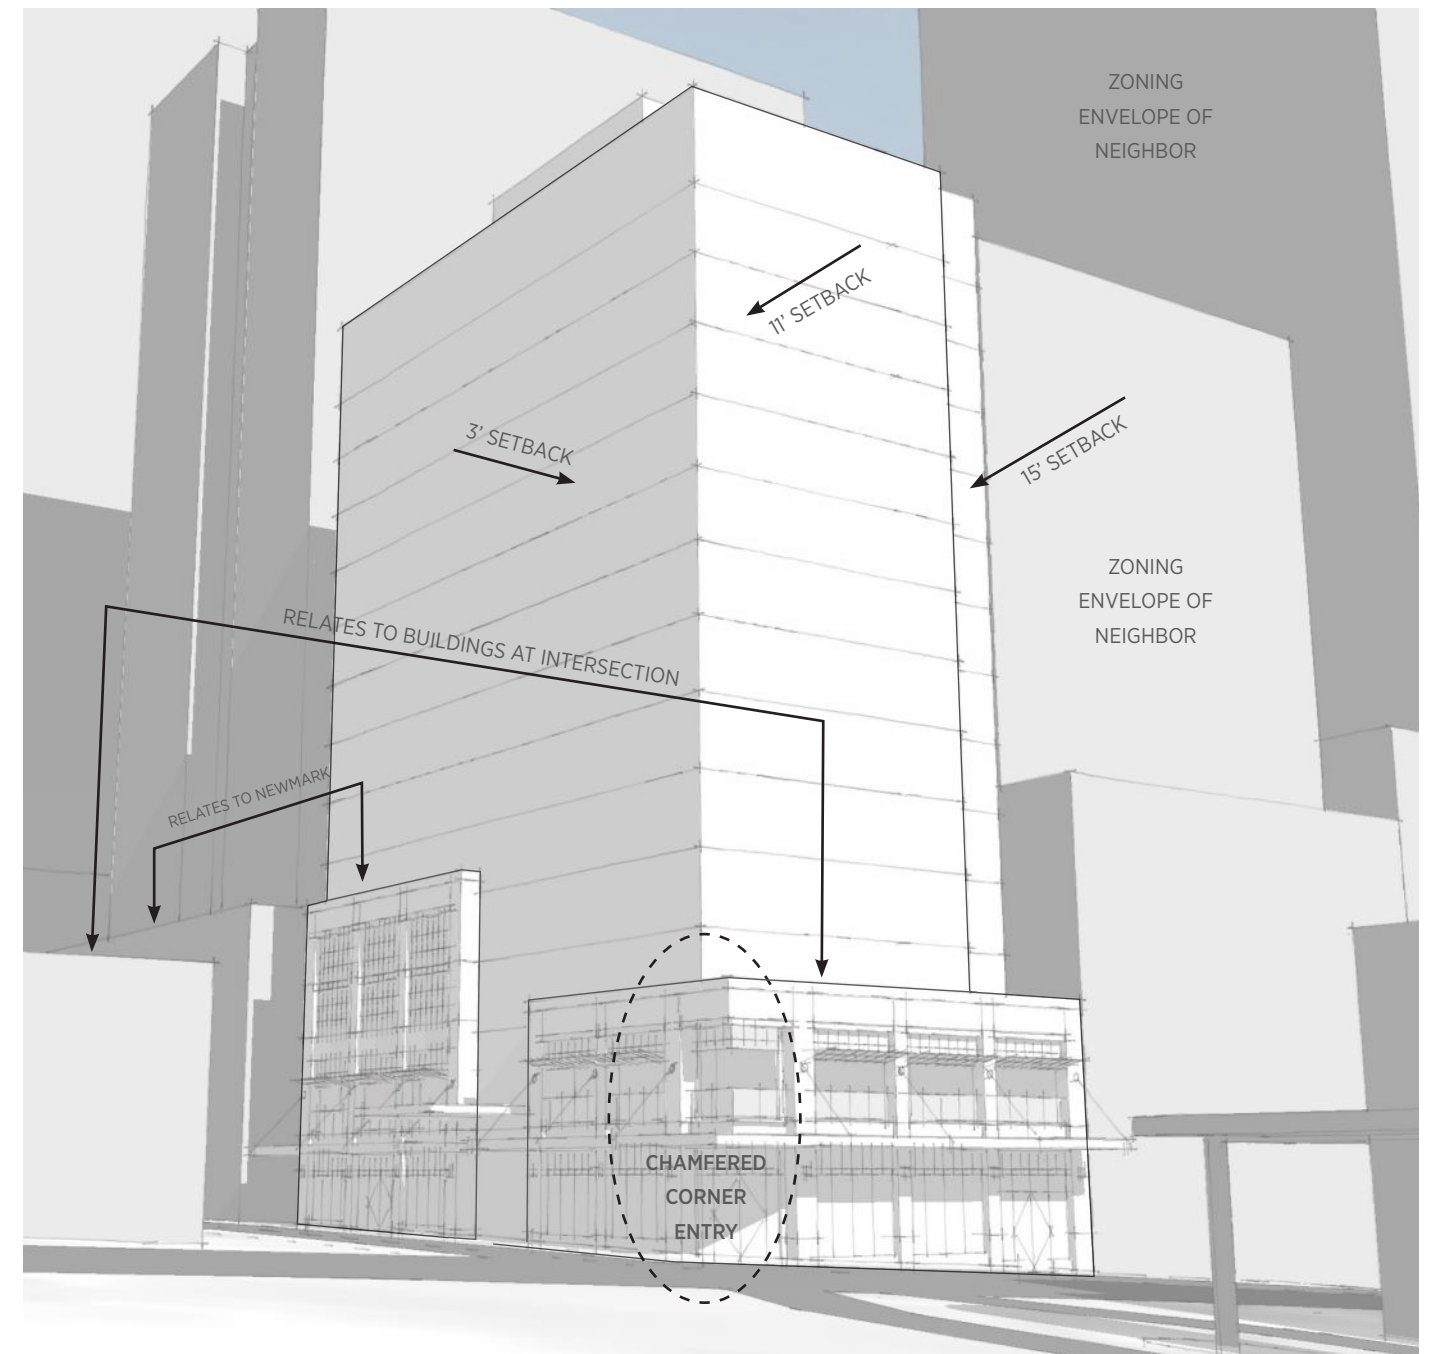 ZONING
ENVELOPE OF
NEIGHBOR
11’ SETBACK
3’ SETBACK
15’ SETBACK
ZONING
ENVELOPE OF
NEIGHBOR
RELATES TO BUILDINGS AT INTERSECTION
RELATES TO NEWMARK
CHAMFERED
CORNER
ENTRY